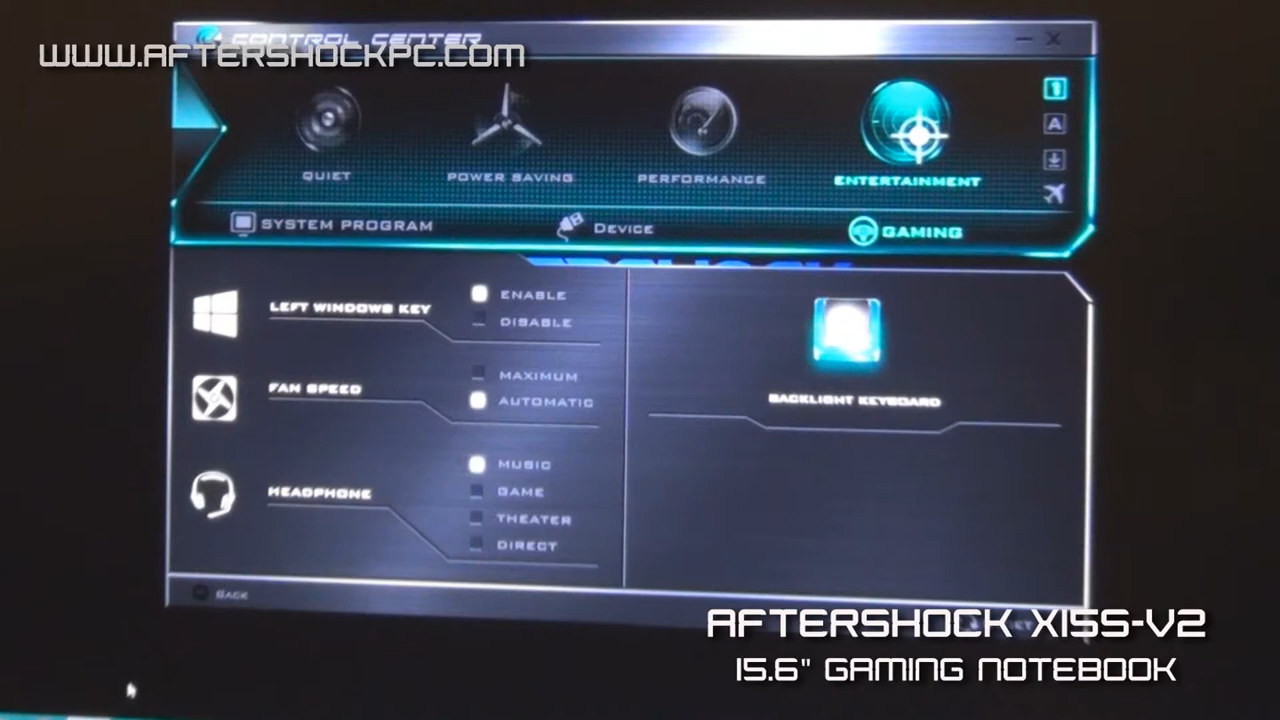 CONTROL CENTER
WWW.AFTERSHOCKPC.COM
QUIET
POWER SAVING
PERFORMANCE
ENTERTAINMENT
1
A
SYSTEM PROGRAM
DEVICE
GAMING
LEFT WINDOWS KEY
ENABLE
DISABLE
FAN SPEED
MAXIMUM
AUTOMATIC
HEADPHONE
MUSIC
GAME
THEATER
DIRECT
BACKLIGHT KEYBOARD
BACK
AFTERSHOCK X15S-V2
15.6" GAMING NOTEBOOK